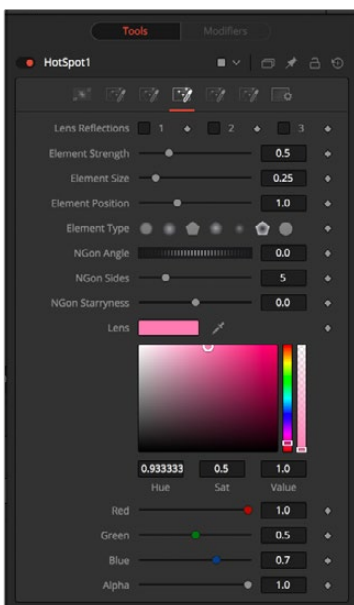 Tools Modifiers
HotSpot1
Lens Reflections 1 2 3
Element Strength 0.5
Element Size 0.25
Element Position 1.0
Element Type
NGon Angle 0.0
NGon Sides 5
NGon Starryness 0.0
Lens
0.933333 0.5 1.0
Hue Sat Value
Red 1.0
Green 0.5
Blue 0.7
Alpha 1.0